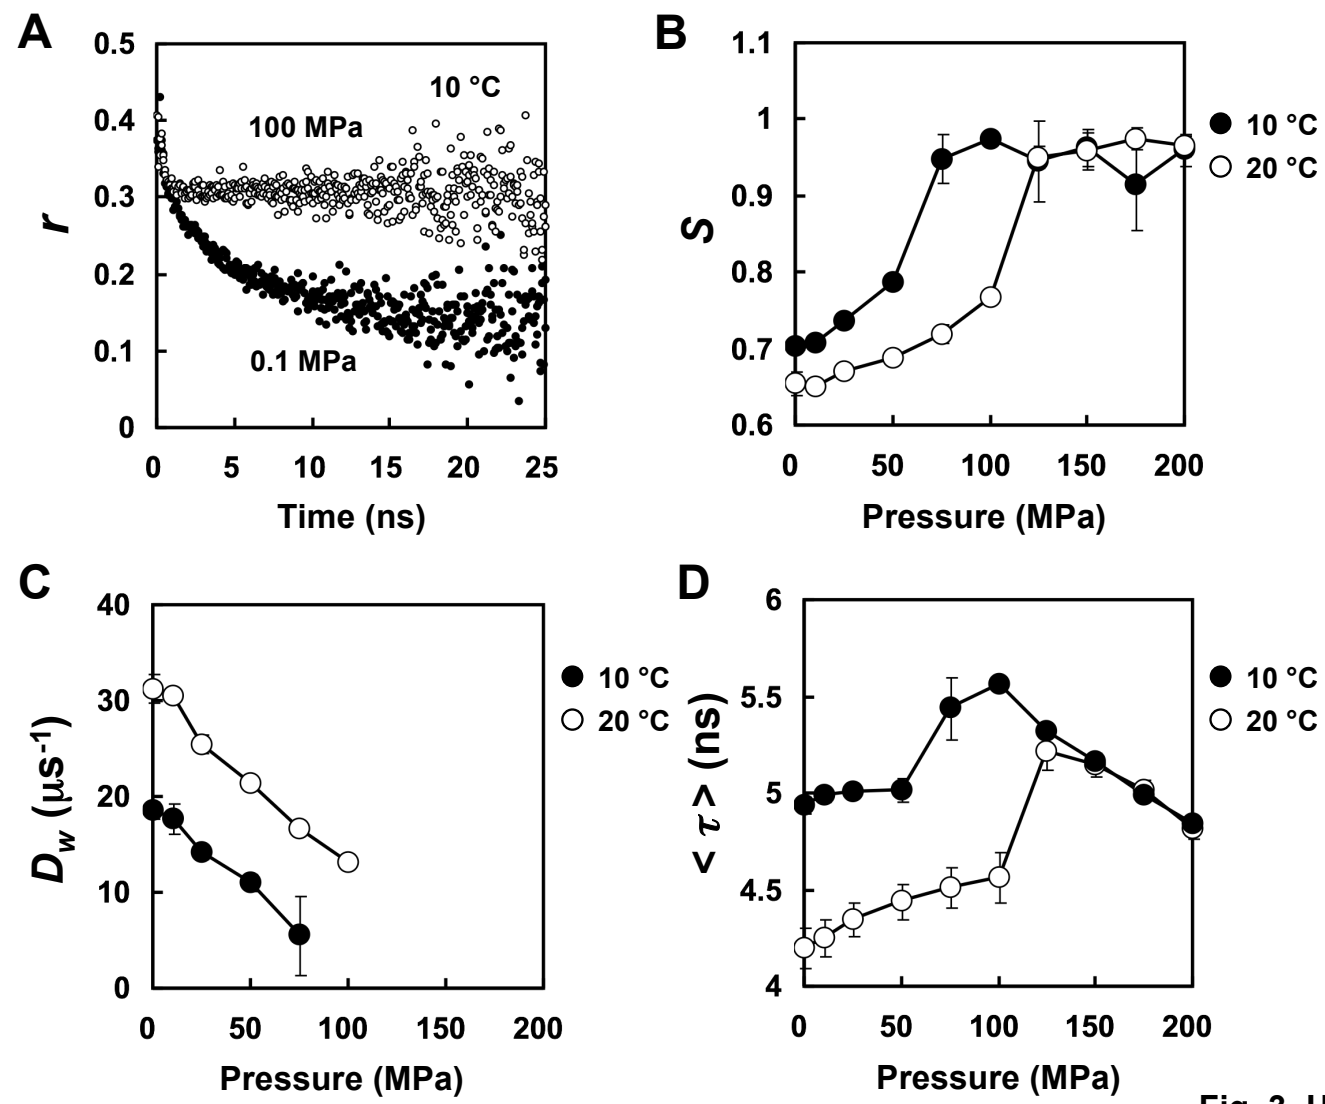 A
0.5
0.4
0.3
0.2
0.1
0
r
10 °C
100 MPa
0.1 MPa
0 5 10 15 20 25
Time (ns)
B
1.1
1
0.9
0.8
0.7
0.6
S
10 °C
20 °C
0 50 100 150 200
Pressure (MPa)
C
40
30
20
10
0
Dw (μs-1)
10 °C
20 °C
0 50 100 150 200
Pressure (MPa)
D
6
5.5
5
4.5
4
< τ > (ns)
10 °C
20 °C
0 50 100 150 200
Pressure (MPa)